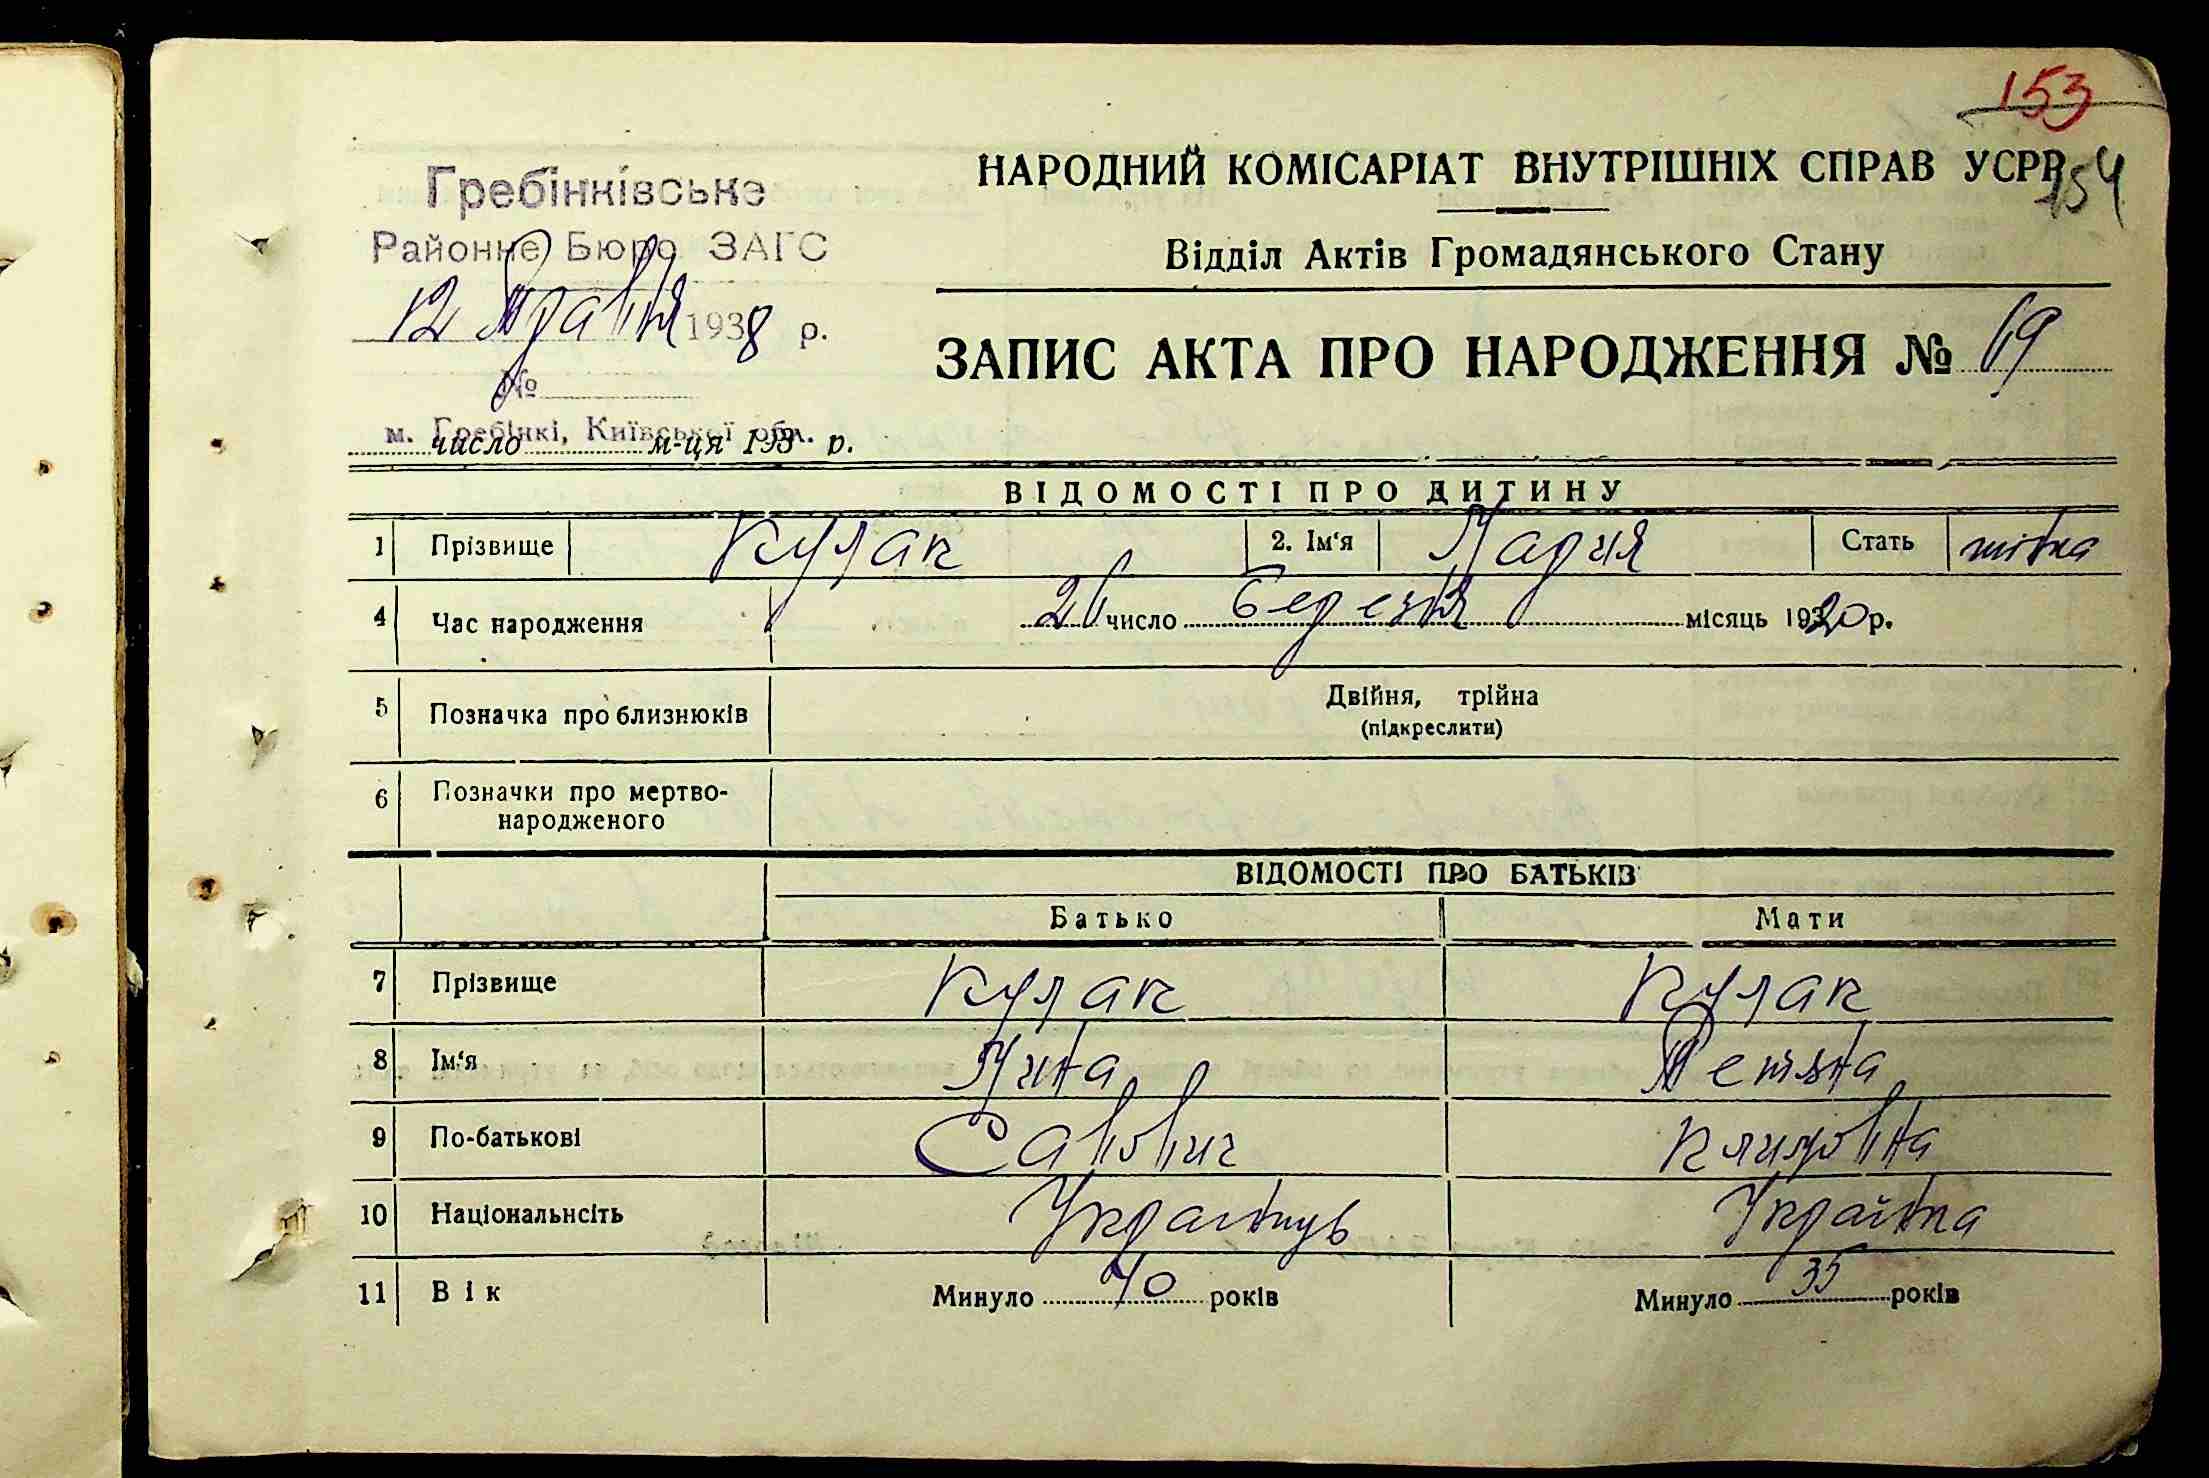 153
154
Гребінківське
Районне Бюро ЗАГС
12 Травня 1938 р.
№
м. Гребінкі, Київської обл.
число м-ця 193 р.
НАРОДНИЙ КОМІСАРІАТ ВНУТРІШНІХ СПРАВ УСРР
Відділ Актів Громадянського Стану
ЗАПИС АКТА ПРО НАРОДЖЕННЯ № 69
ВІДОМОСТІ ПРО ДИТИНУ
1 Прізвище Кулак 2. Ім'я Мария Стать жінка
4 Час народження 26 число березня місяць 1920 р.
5 Позначка про близнюків Двійня, трійна
(підкреслити)
6 Позначки про мертво-
народженого
ВІДОМОСТІ ПРО БАТЬКІВ
Батько Мати
7 Прізвище Кулак Кулак
8 Ім'я Мина Тетяна
9 По-батькові Савович Климовна
10 Національнсіть Українць Українка
11 Вік Минуло 40 років Минуло 35 років